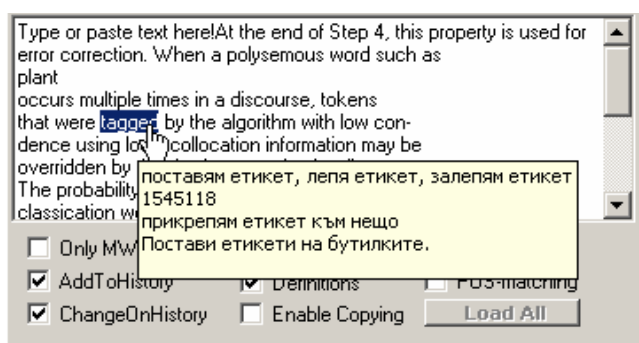 Type or paste text here!At the end of Step 4, this property is used for
error correction. When a polysemous word such as
plant
occurs multiple times in a discourse, tokens
that were tagged by the algorithm with low con-
dence using collocation information may be
overridden by
The probability
classication
поставям етикет, лепя етикет, залепям етикет
1545118
прикрепям етикет към нещо
Постави етикети на бутилките.
Only MW
AddToHistory Definitions POS-matching
ChangeOnHistory Enable Copying Load All